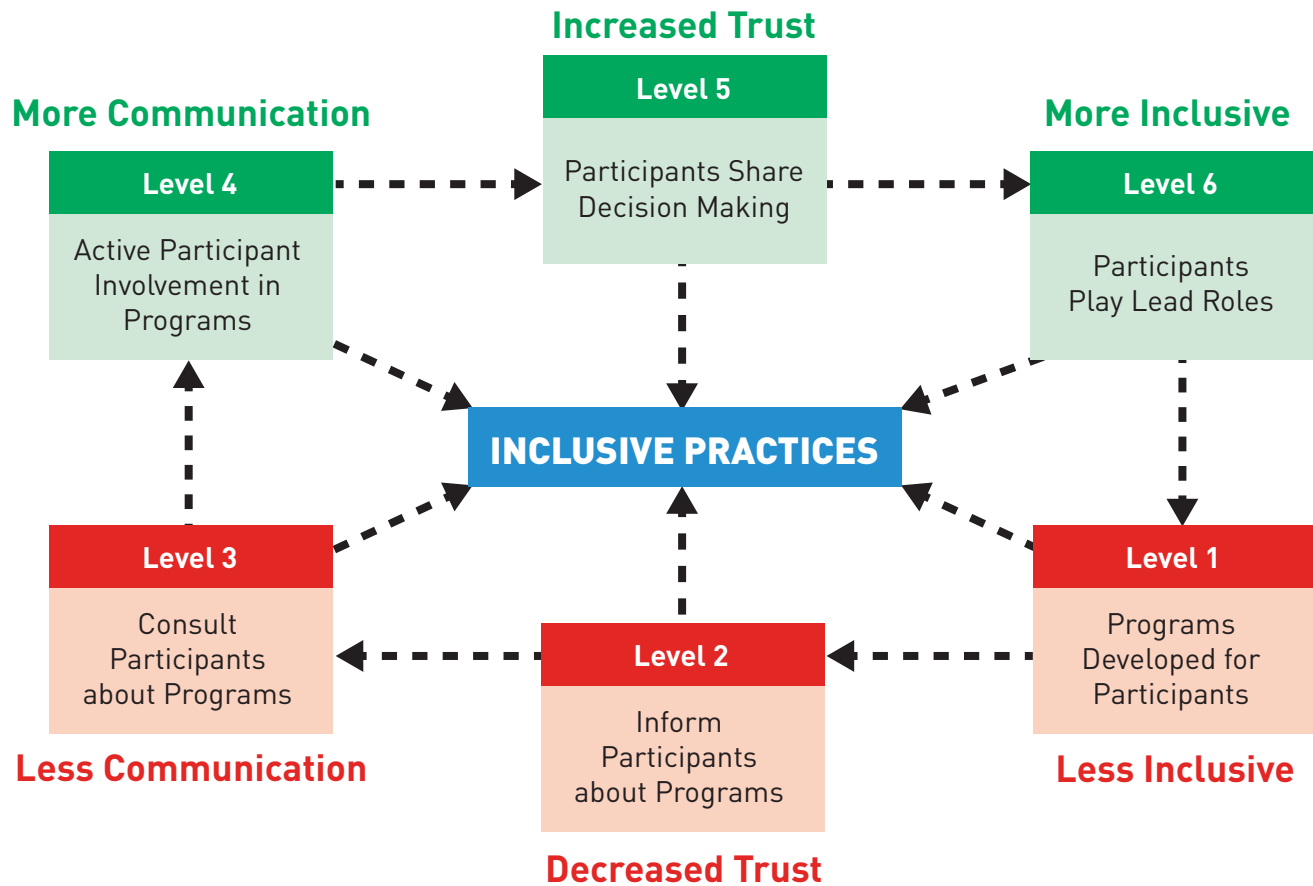 Increased Trust
Level 5
Participants Share
Decision Making
More Communication
Level 4
Active Participant
Involvement in
Programs
More Inclusive
Level 6
Participants
Play Lead Roles
INCLUSIVE PRACTICES
Level 3
Consult
Participants
about Programs
Less Communication
Level 2
Inform
Participants
about Programs
Decreased Trust
Level 1
Programs
Developed for
Participants
Less Inclusive